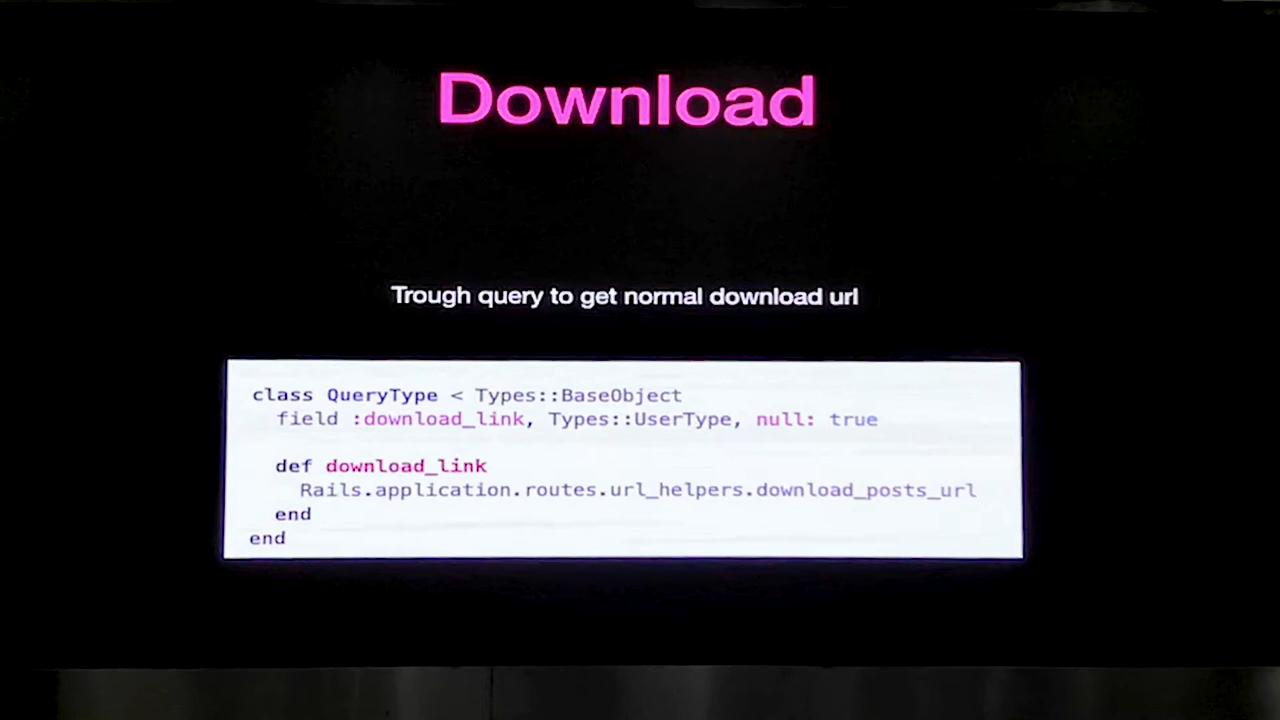 Download
Trough query to get normal download url
class QueryType < Types::BaseObject
  field :download_link, Types::UserType, null: true
  def download_link
    Rails.application.routes.url_helpers.download_posts_url
  end
end